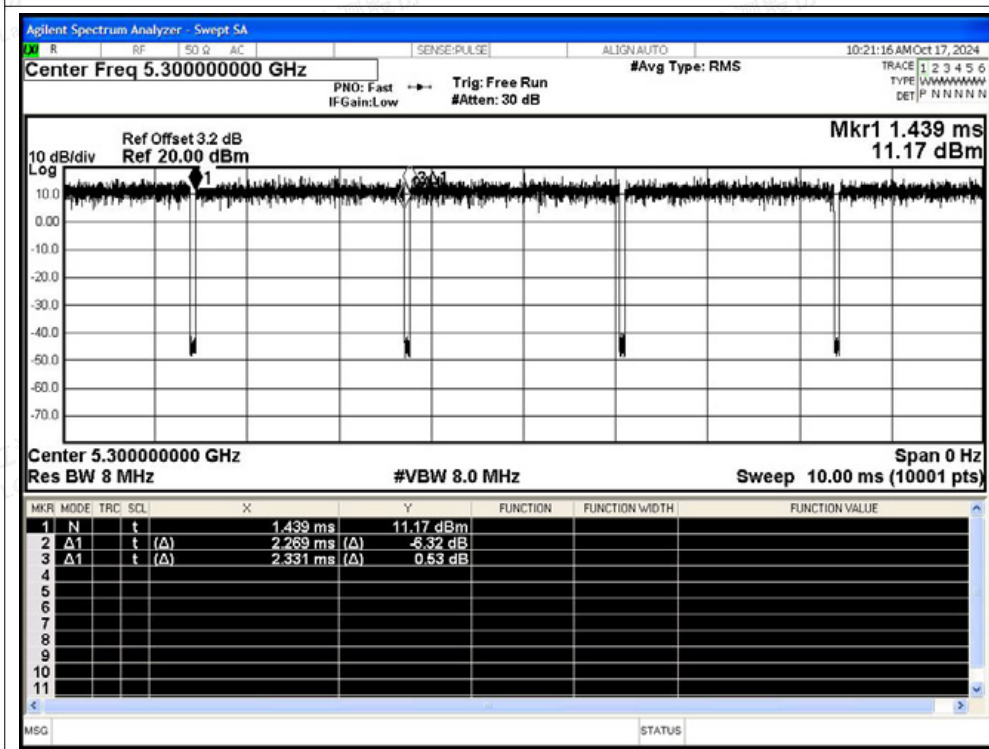 Agilent Spectrum Analyzer - Swept SA
R RF 50 Ω AC SENSE:PULSE ALIGN AUTO 10:21:16 AM Oct 17, 2024
Center Freq 5.300000000 GHz #Avg Type: RMS TRACE 1 2 3 4 5 6
PNO: Fast Trig: Free Run TYPE WWWWWW
IFGain:Low #Atten: 30 dB DET P N N N N N
Mkr1 1.439 ms
Ref Offset 3.2 dB
10 dB/div Ref 20.00 dBm 11.17 dBm
Log
1
3Δ1
10.0
0.00
-10.0
-20.0
-30.0
-40.0
-50.0
-60.0
-70.0
Center 5.300000000 GHz Span 0 Hz
Res BW 8 MHz #VBW 8.0 MHz Sweep 10.00 ms (10001 pts)
MKR MODE TRC SCL X Y FUNCTION FUNCTION WIDTH FUNCTION VALUE
1 N t 1.439 ms 11.17 dBm
2 Δ1 t (Δ) 2.269 ms (Δ) -6.32 dB
3 Δ1 t (Δ) 2.331 ms (Δ) 0.53 dB
4
5
6
7
8
9
10
11
MSG STATUS